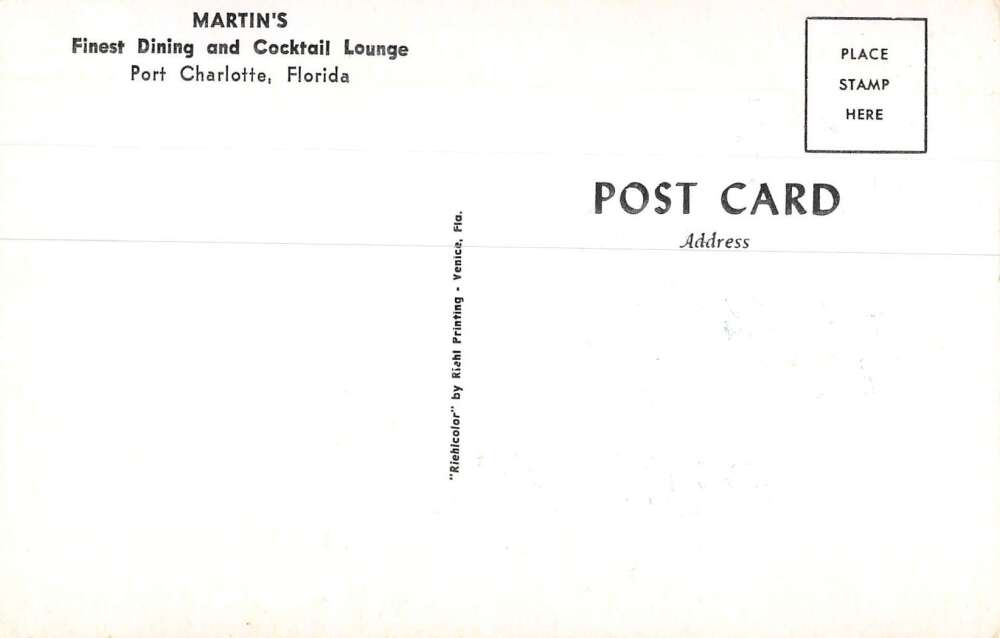 MARTIN'S
Finest Dining and Cocktail Lounge
Port Charlotte, Florida
PLACE
STAMP
HERE
POST CARD
Address
"Riehlcolor" by Riehl Printing - Venice, Fla.